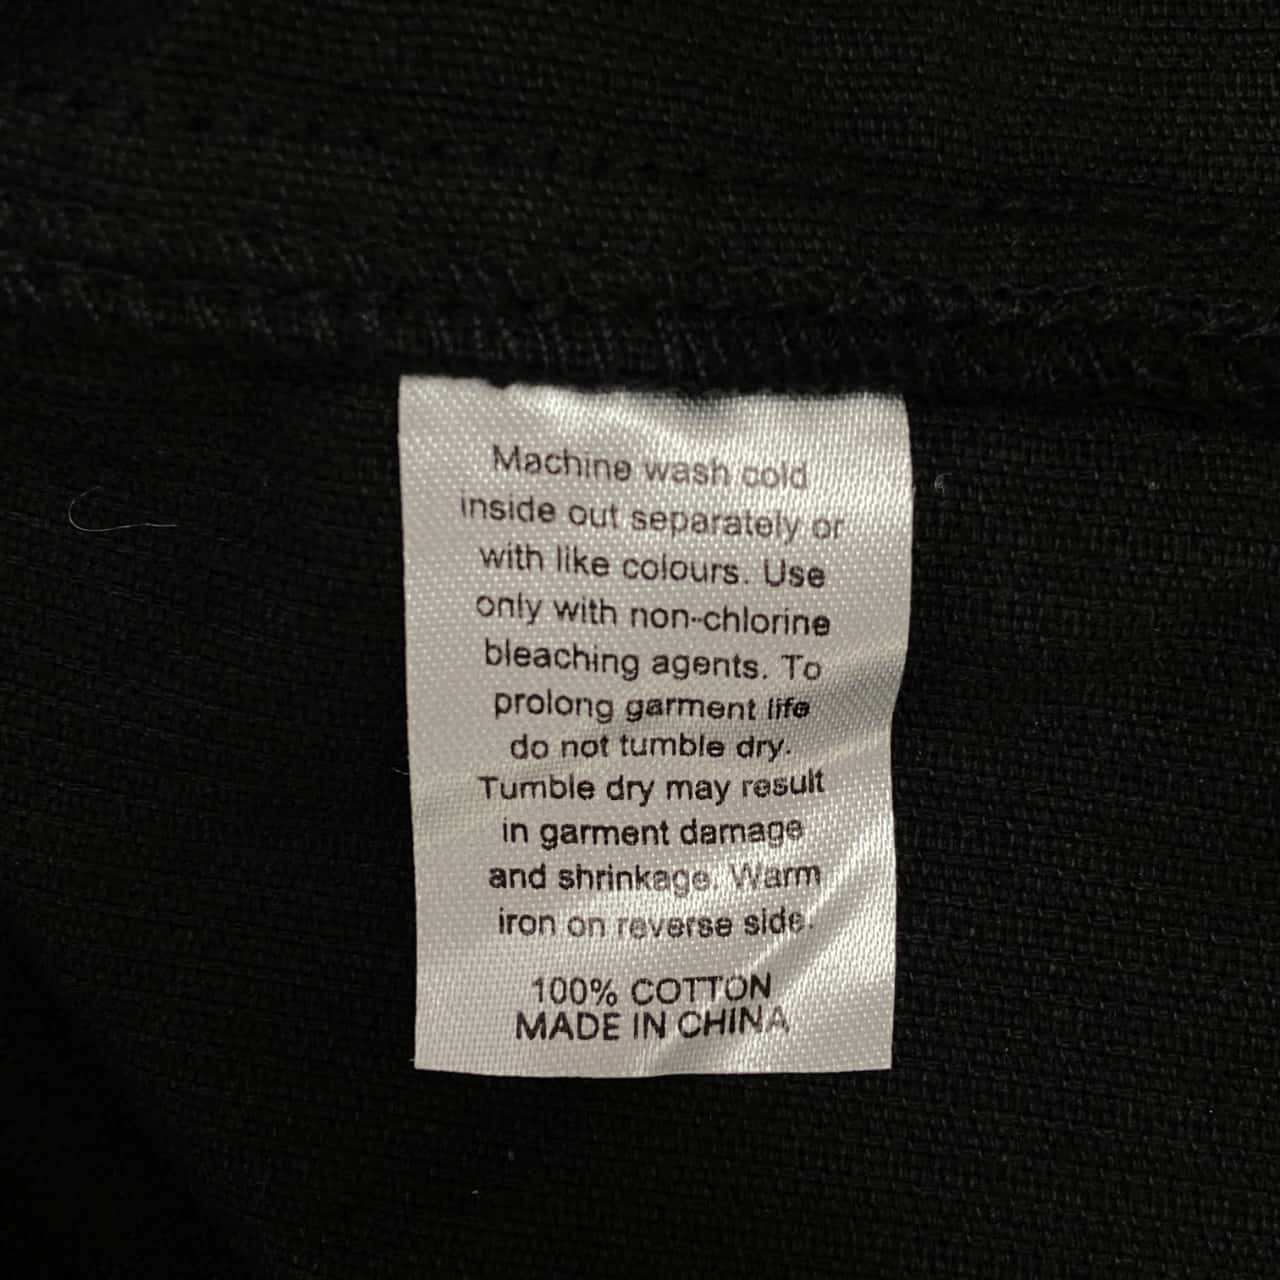 Machine wash cold
inside out separately or
with like colours. Use
only with non-chlorine
bleaching agents. To
prolong garment life
do not tumble dry.
Tumble dry may result
in garment damage
and shrinkage. Warm
iron on reverse side.
100% COTTON
MADE IN CHINA